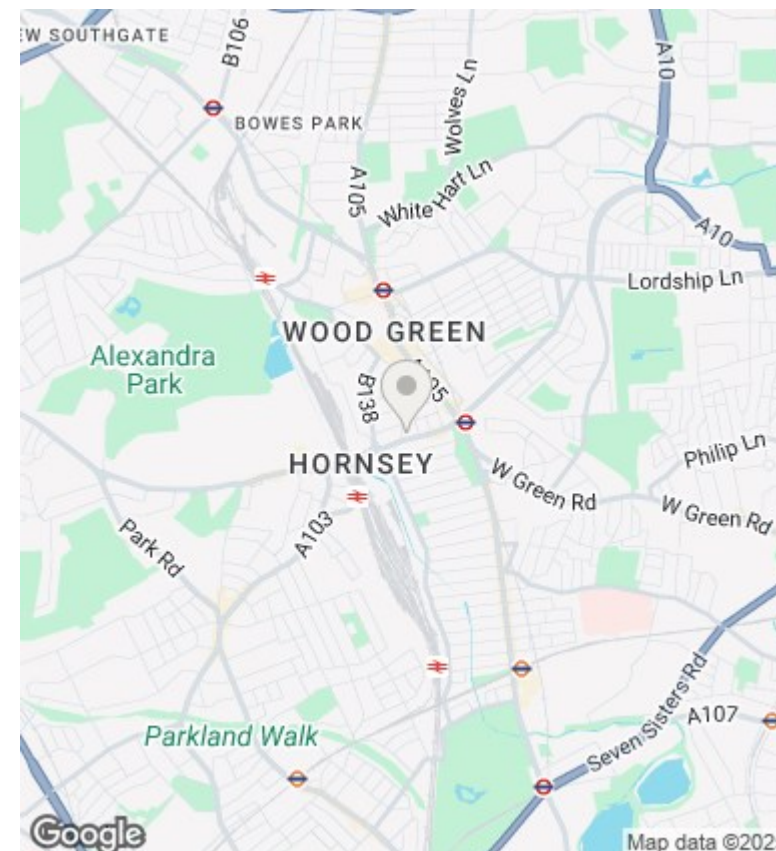 EW SOUTHGATE
B106
BOWES PARK
Wolves Ln
A10
A105
White Hart Ln
A10
Lordship Ln
WOOD GREEN
Alexandra
Park
B138
HORNSEY
Philip Ln
W Green Rd
W Green Rd
Park Rd
A103
Parkland Walk
Seven Sisters Rd
A107
Google
Map data ©202